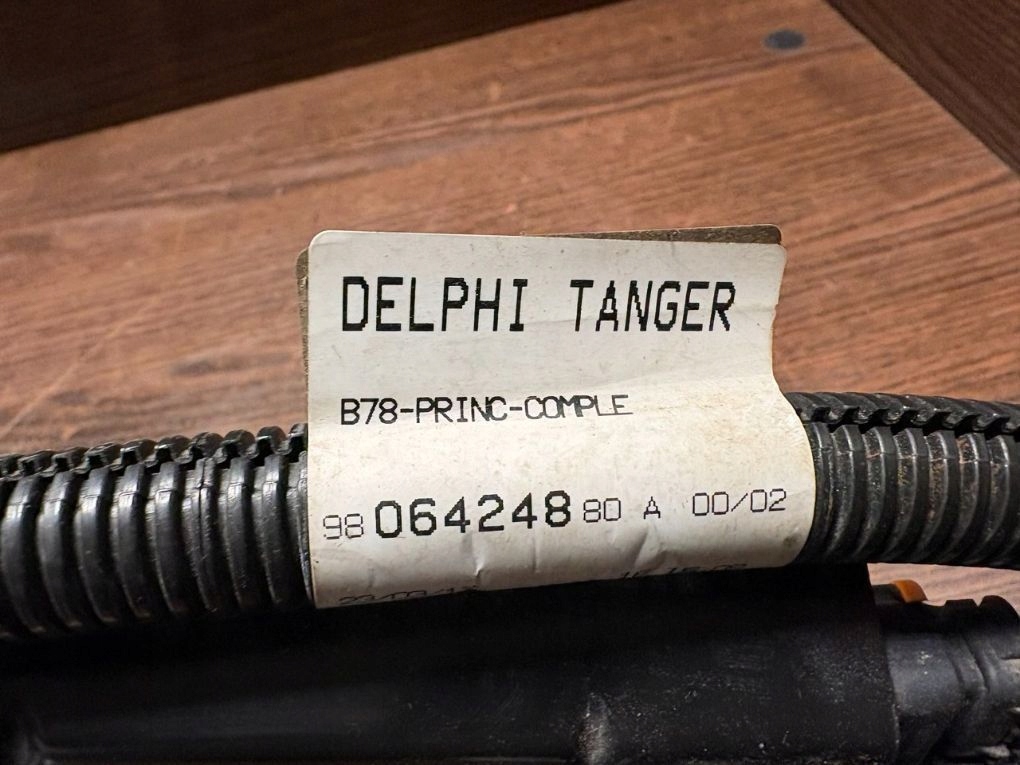 DELPHI TANGER
B78-PRINC-COMPLE
98 064248 80 A 00/02